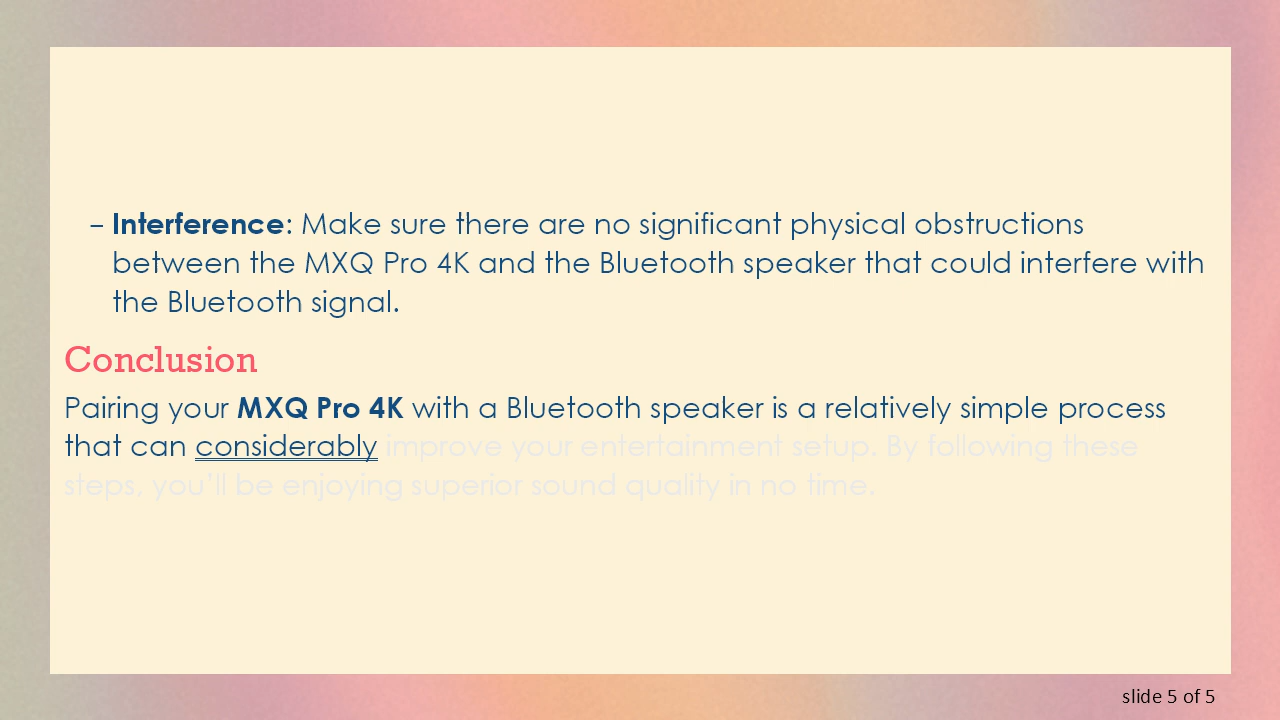 – Interference: Make sure there are no significant physical obstructions
between the MXQ Pro 4K and the Bluetooth speaker that could interfere with
the Bluetooth signal.
Conclusion
Pairing your MXQ Pro 4K with a Bluetooth speaker is a relatively simple process
that can considerably improve your entertainment setup. By following these
steps, you’ll be enjoying superior sound quality in no time.
slide 5 of 5